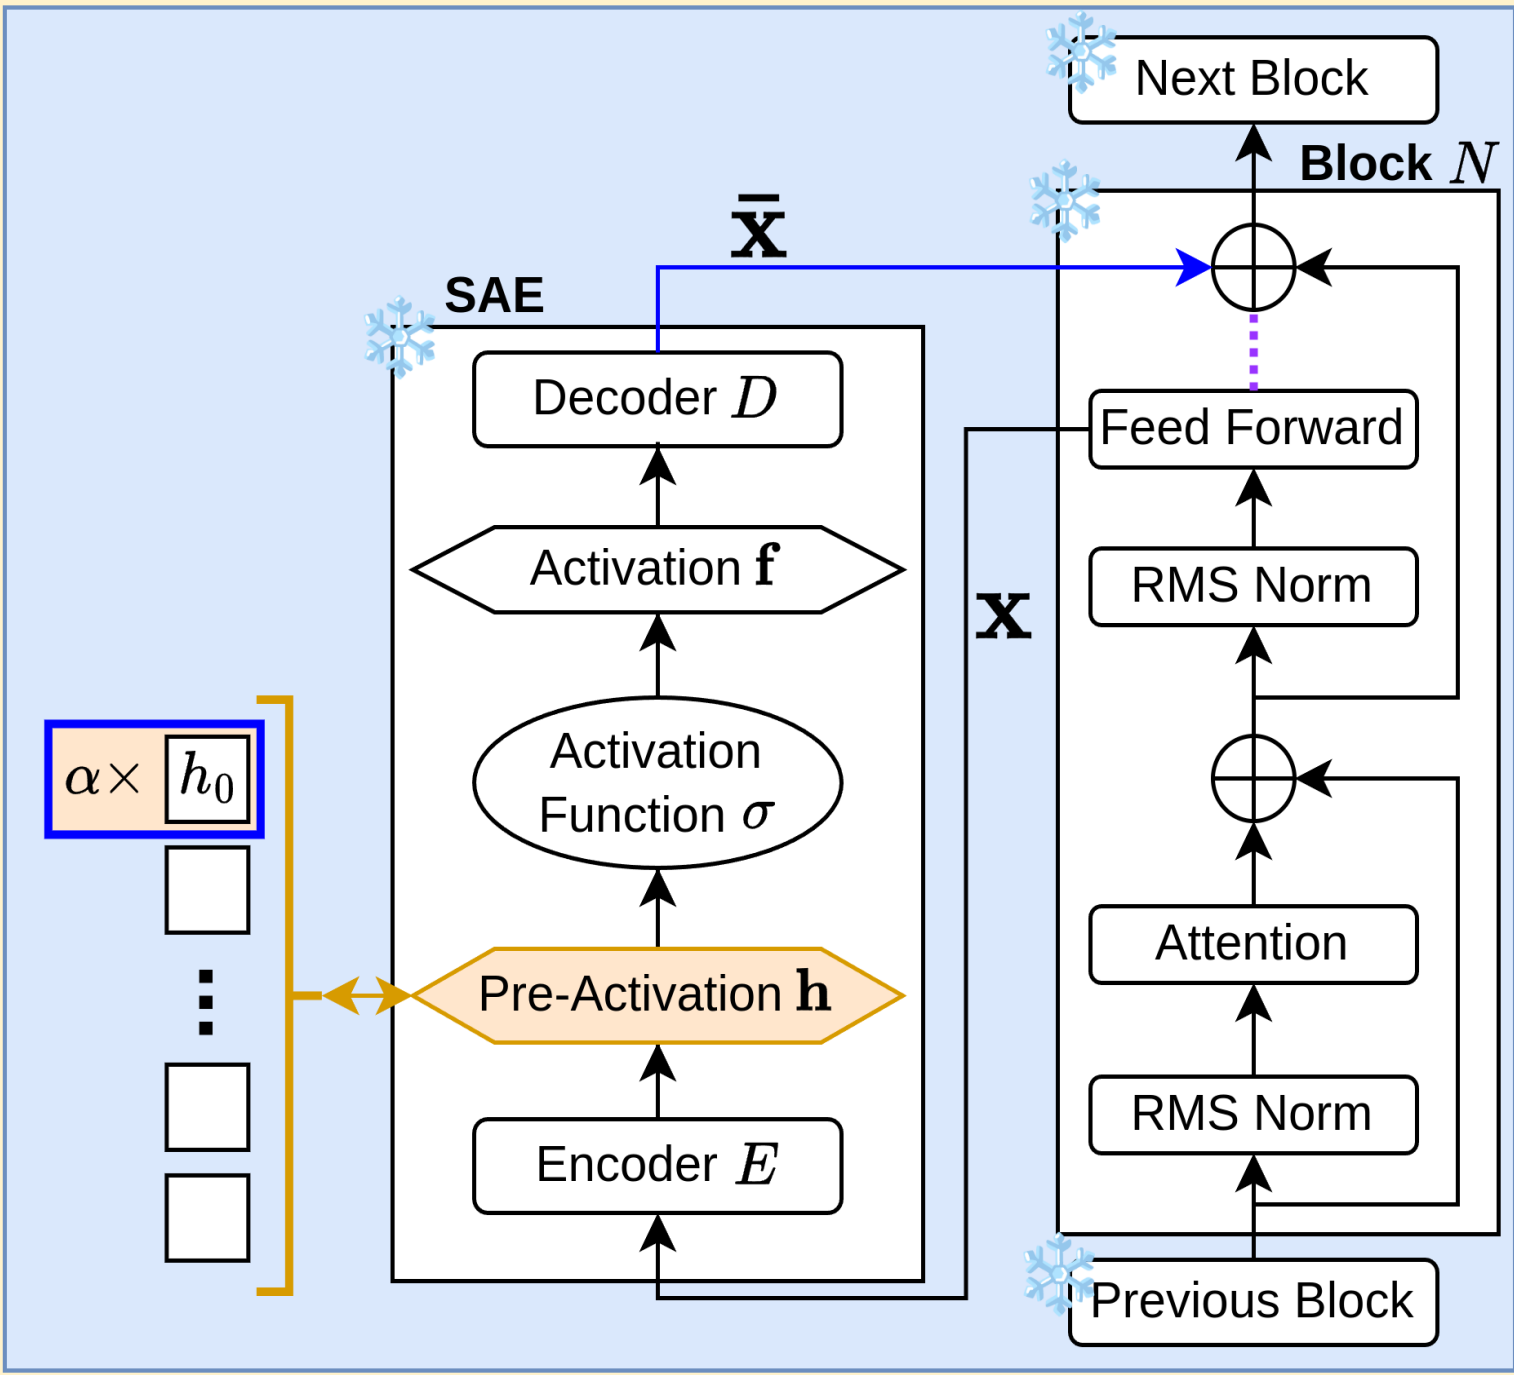 Next Block
Block N
x̄
SAE
Decoder D
Feed Forward
Activation f
RMS Norm
x
Activation
Function σ
α× h₀
Attention
Pre-Activation h
RMS Norm
Encoder E
Previous Block